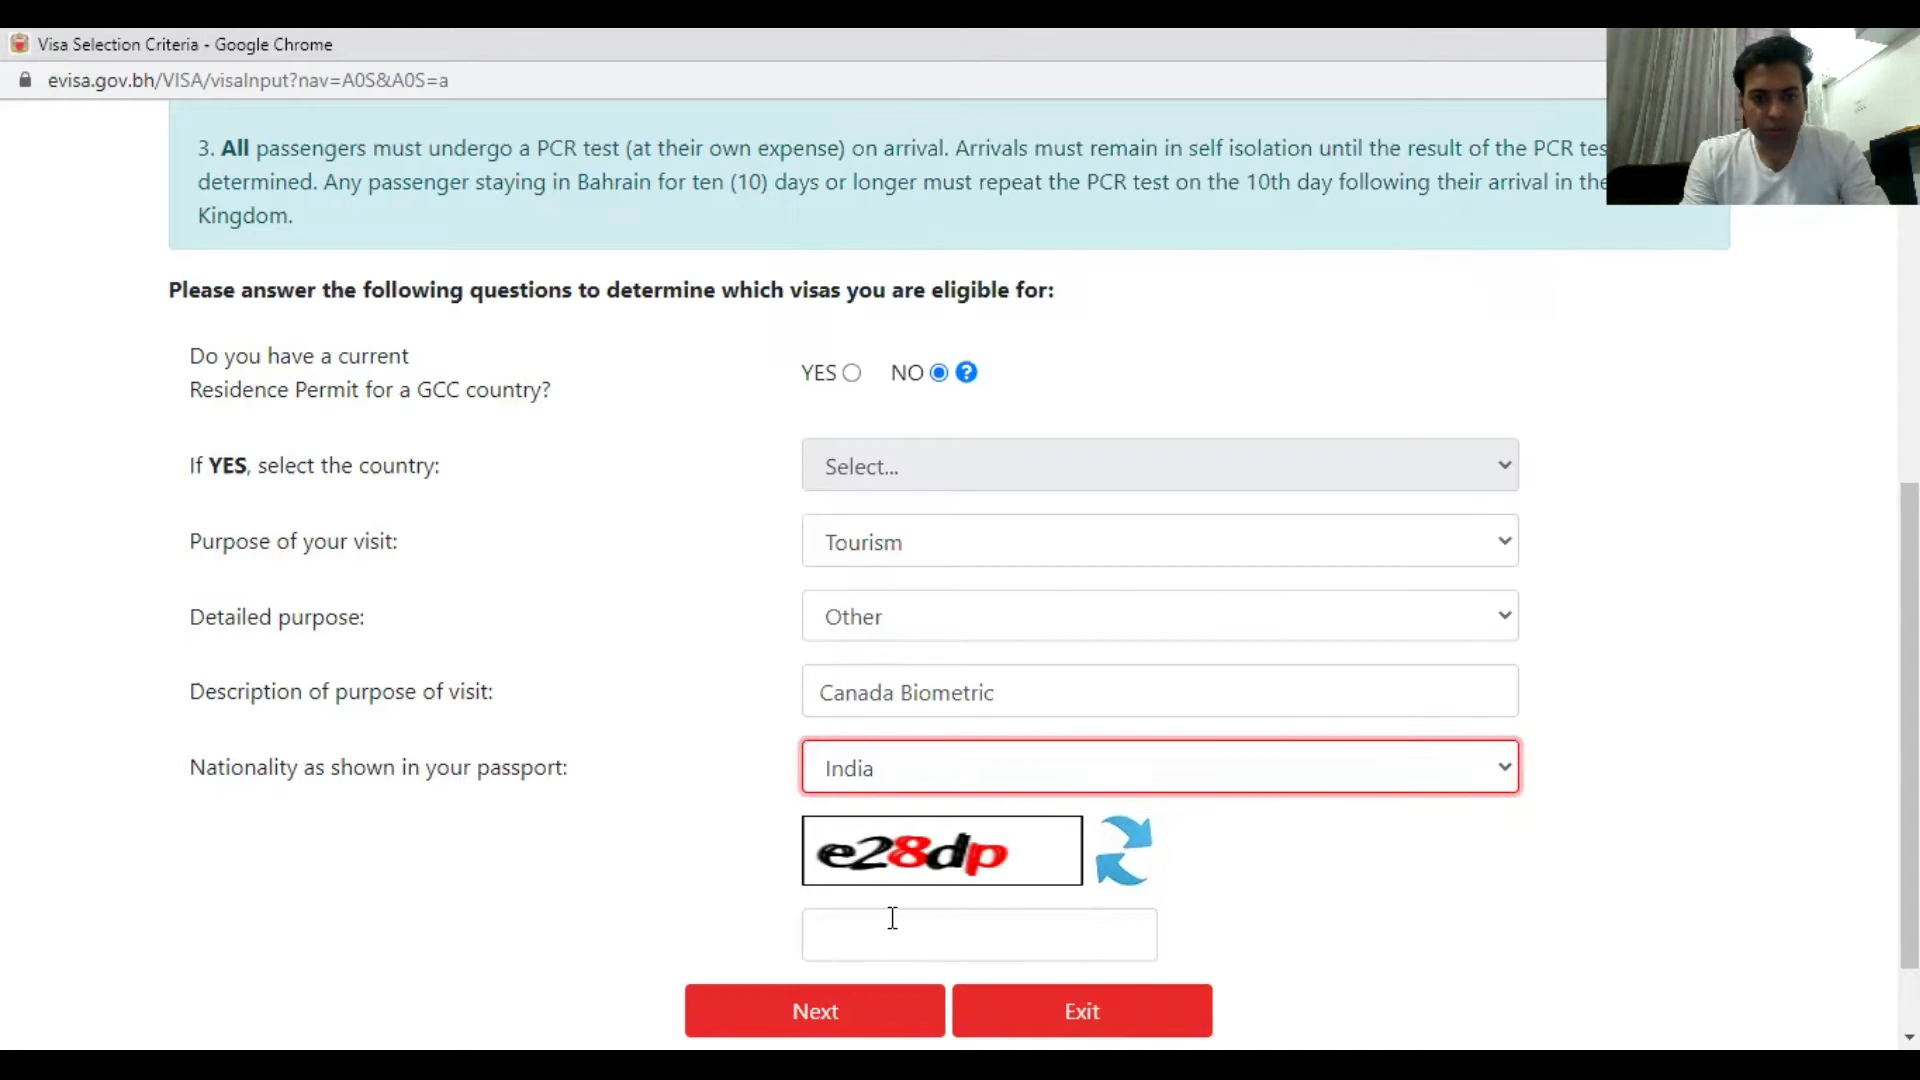 Visa Selection Criteria - Google Chrome
evisa.gov.bh/VISA/visaInput?nav=A0S&A0S=a
3. All passengers must undergo a PCR test (at their own expense) on arrival. Arrivals must remain in self isolation until the result of the PCR
determined. Any passenger staying in Bahrain for ten (10) days or longer must repeat the PCR test on the 10th day following their arrival in the
Kingdom.
Please answer the following questions to determine which visas you are eligible for:
Do you have a current
Residence Permit for a GCC country?
YES NO ?
If YES, select the country:
Select...
Purpose of your visit:
Tourism
Detailed purpose:
Other
Description of purpose of visit:
Canada Biometric
Nationality as shown in your passport:
India
e28dp
Next
Exit